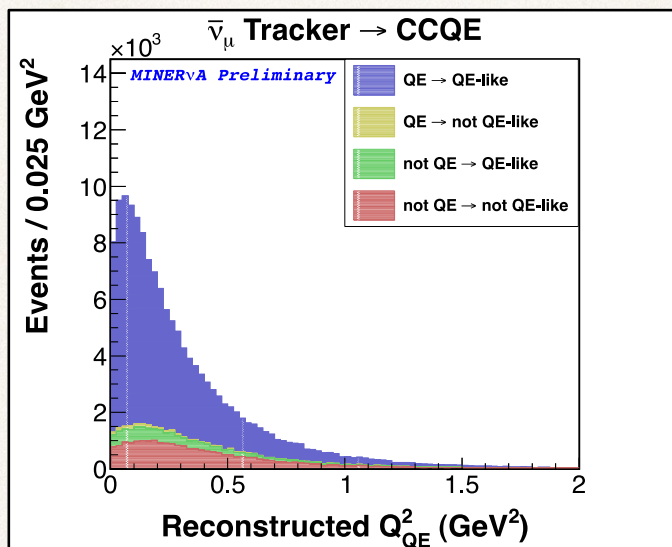 ν̄_μ Tracker → CCQE
×10³
MINERνA Preliminary
QE → QE-like
QE → not QE-like
not QE → QE-like
not QE → not QE-like
Events / 0.025 GeV²
14
12
10
8
6
4
2
0
0 0.5 1 1.5 2
Reconstructed Q²_QE (GeV²)